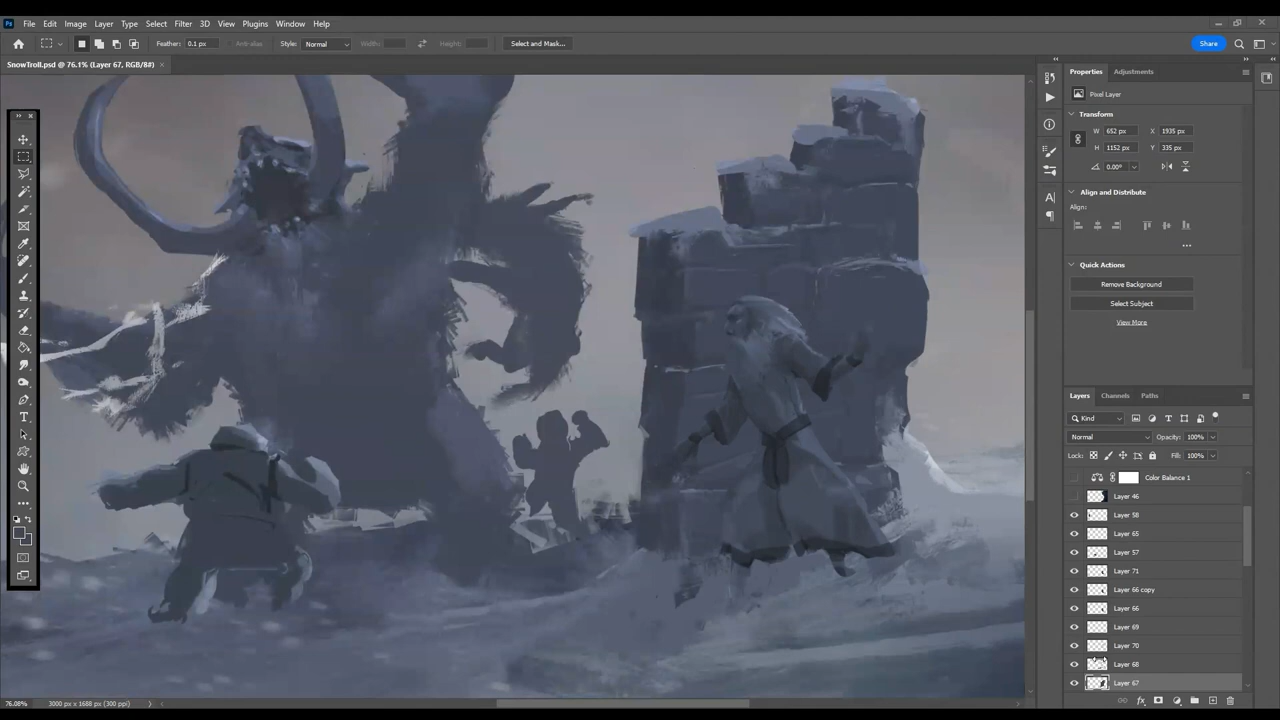 Ps File Edit Image Layer Type Select Filter 3D View Plugins Window Help
Feather: 0.1 px Anti-alias Style: Normal Width: Height: Select and Mask... Share
SnowTroll.psd @ 76.1% (Layer 67, RGB/8#) ×
Properties Adjustments
Pixel Layer
Transform
W 652 px X 1935 px
H 1152 px Y 335 px
0.00°
Align and Distribute
Align:
Quick Actions
Remove Background
Select Subject
View More
Layers Channels Paths
Kind
Normal Opacity: 100%
Lock: Fill: 100%
Color Balance 1
Layer 46
Layer 58
Layer 65
Layer 57
Layer 71
Layer 66 copy
Layer 66
Layer 69
Layer 70
Layer 68
Layer 67
76.08% 3000 px x 1688 px (300 ppi)